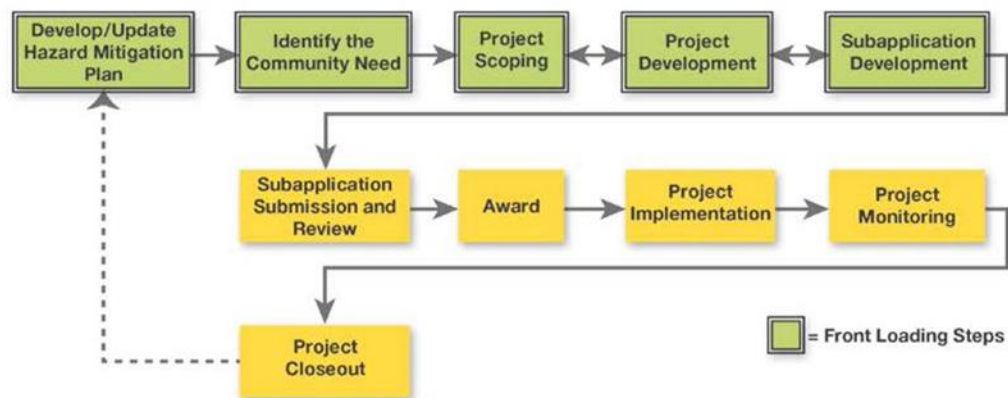 Develop/Update
Hazard Mitigation
Plan
Identify the
Community Need
Project
Scoping
Project
Development
Subapplication
Development
Subapplication
Submission and
Review
Award
Project
Implementation
Project
Monitoring
Project
Closeout
= Front Loading Steps